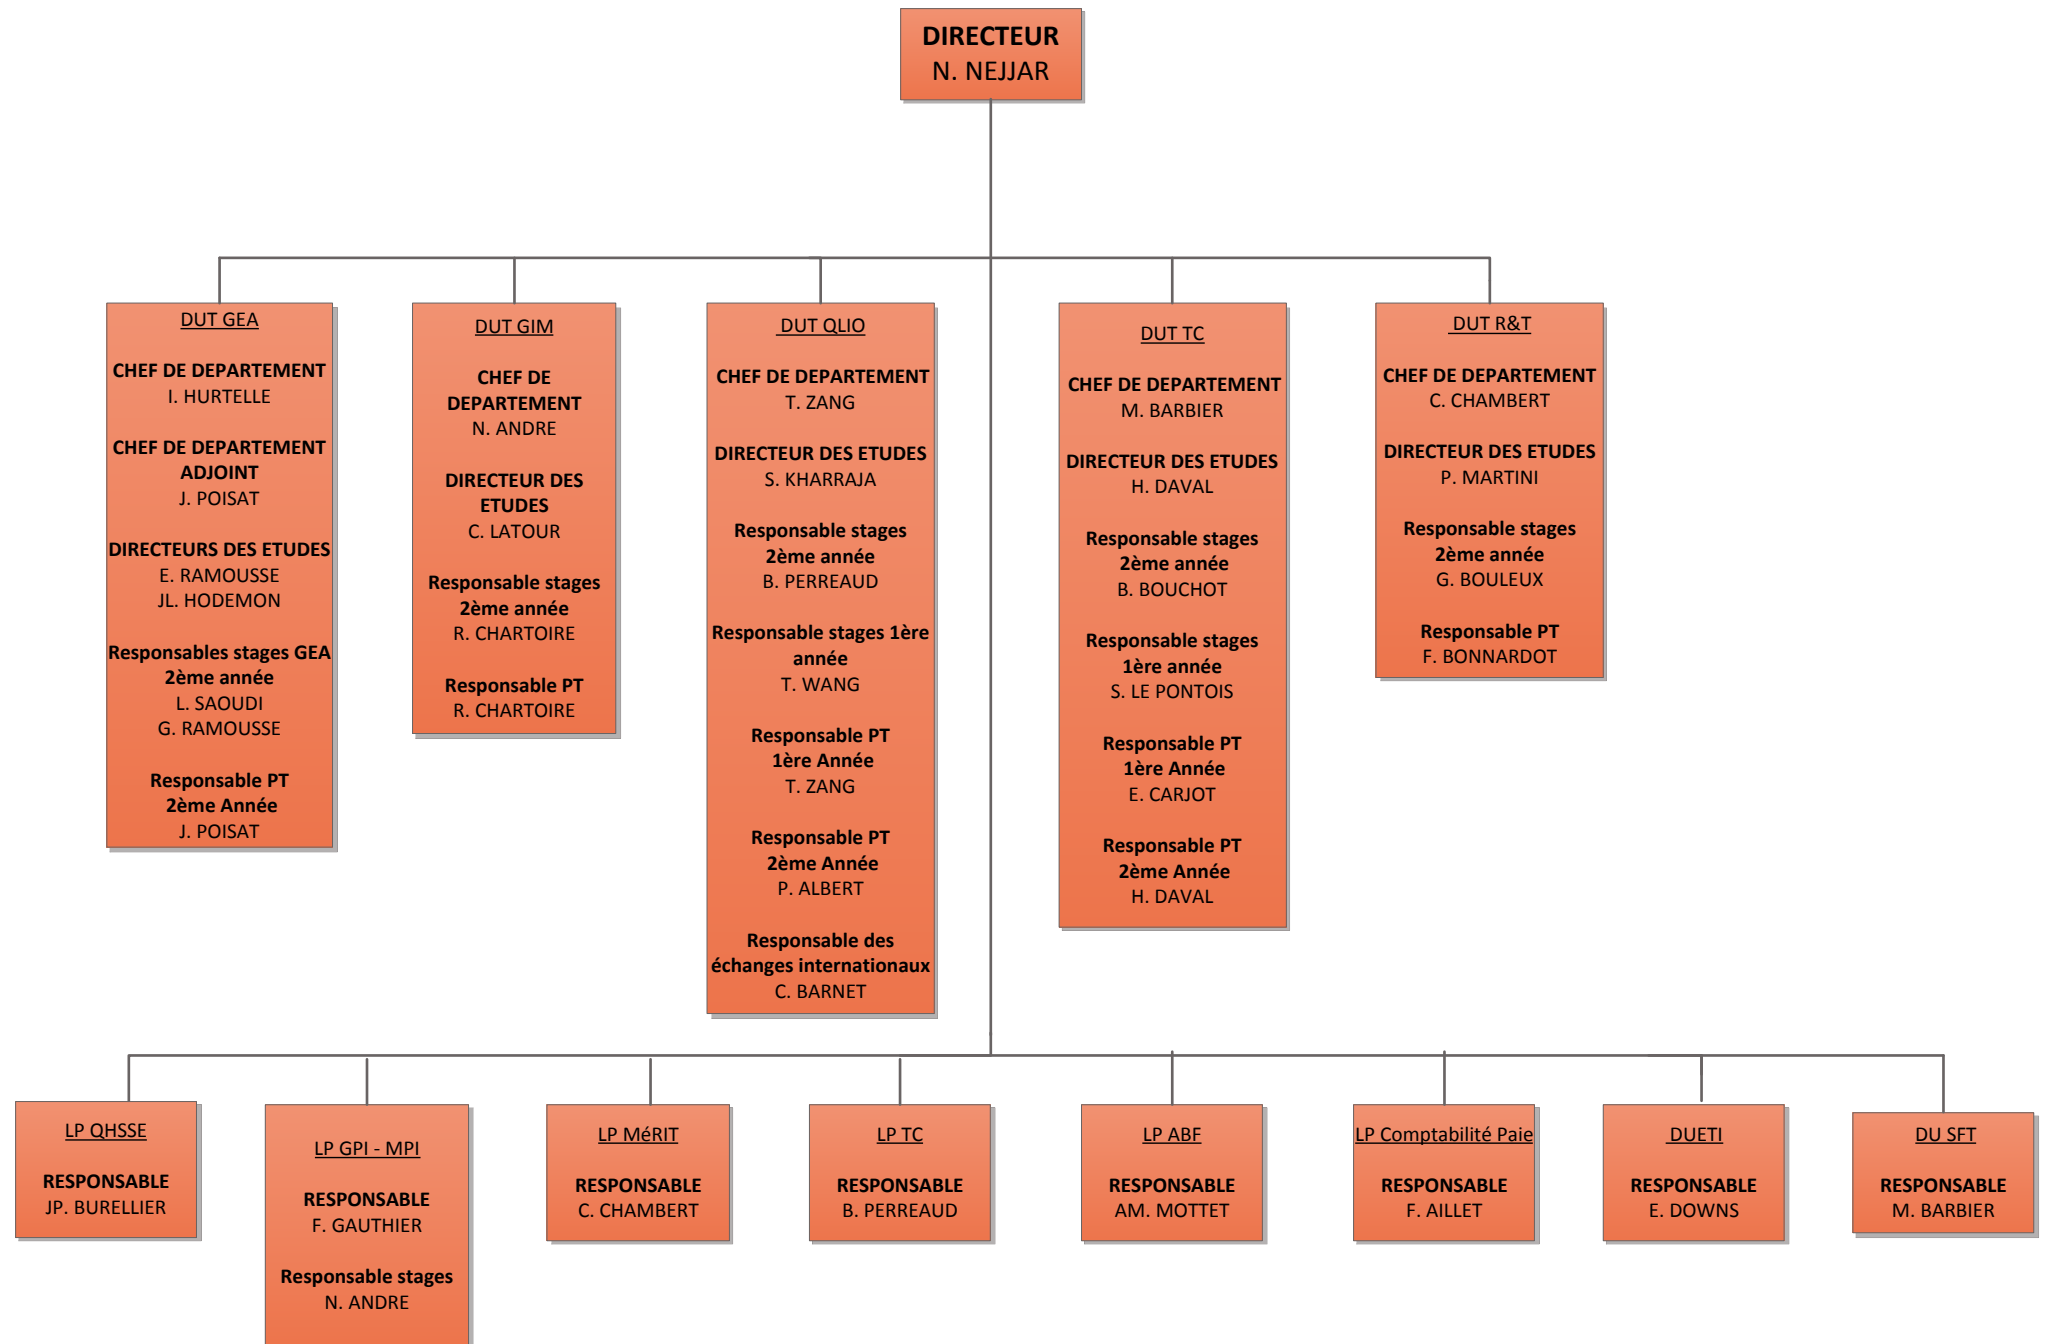 DIRECTEUR
N. NEJJAR
DUT GEA
CHEF DE DEPARTEMENT
I. HURTELLE
CHEF DE DEPARTEMENT
ADJOINT
J. POISAT
DIRECTEURS DES ETUDES
E. RAMOUSSE
JL. HODEMON
Responsables stages GEA
2ème année
L. SAOUDI
G. RAMOUSSE
Responsable PT
2ème Année
J. POISAT
DUT GIM
CHEF DE
DEPARTEMENT
N. ANDRE
DIRECTEUR DES
ETUDES
C. LATOUR
Responsable stages
2ème année
R. CHARTOIRE
Responsable PT
R. CHARTOIRE
DUT QLIO
CHEF DE DEPARTEMENT
T. ZANG
DIRECTEUR DES ETUDES
S. KHARRAJA
Responsable stages
2ème année
B. PERREAUD
Responsable stages 1ère
année
T. WANG
Responsable PT
1ère Année
T. ZANG
Responsable PT
2ème Année
P. ALBERT
Responsable des
échanges internationaux
C. BARNET
DUT TC
CHEF DE DEPARTEMENT
M. BARBIER
DIRECTEUR DES ETUDES
H. DAVAL
Responsable stages
2ème année
B. BOUCHOT
Responsable stages
1ère année
S. LE PONTOIS
Responsable PT
1ère Année
E. CARJOT
Responsable PT
2ème Année
H. DAVAL
DUT R&T
CHEF DE DEPARTEMENT
C. CHAMBERT
DIRECTEUR DES ETUDES
P. MARTINI
Responsable stages
2ème année
G. BOULEUX
Responsable PT
F. BONNARDOT
LP QHSSE
RESPONSABLE
JP. BURELLIER
LP GPI - MPI
RESPONSABLE
F. GAUTHIER
Responsable stages
N. ANDRE
LP MéRIT
RESPONSABLE
C. CHAMBERT
LP TC
RESPONSABLE
B. PERREAUD
LP ABF
RESPONSABLE
AM. MOTTET
LP Comptabilité Paie
RESPONSABLE
F. AILLET
DUETI
RESPONSABLE
E. DOWNS
DU SFT
RESPONSABLE
M. BARBIER